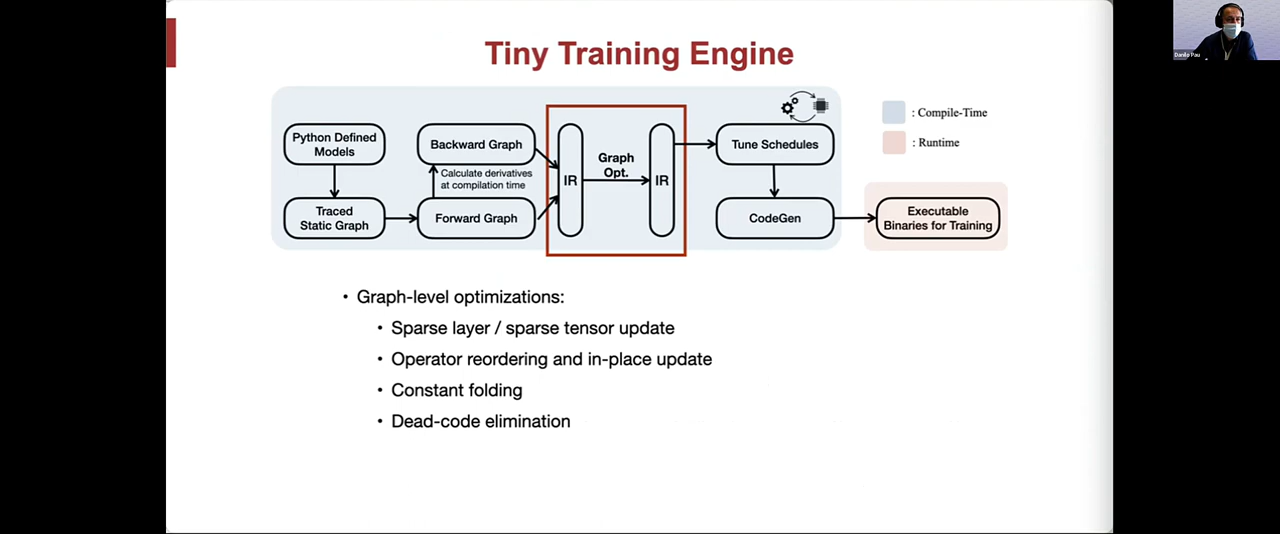 Tiny Training Engine
Python Defined
Models
Traced
Static Graph
Backward Graph
Calculate derivatives
at compilation time
Forward Graph
IR
Graph
Opt.
IR
Tune Schedules
CodeGen
Executable
Binaries for Training
: Compile-Time
: Runtime
• Graph-level optimizations:
• Sparse layer / sparse tensor update
• Operator reordering and in-place update
• Constant folding
• Dead-code elimination
Danilo Pau